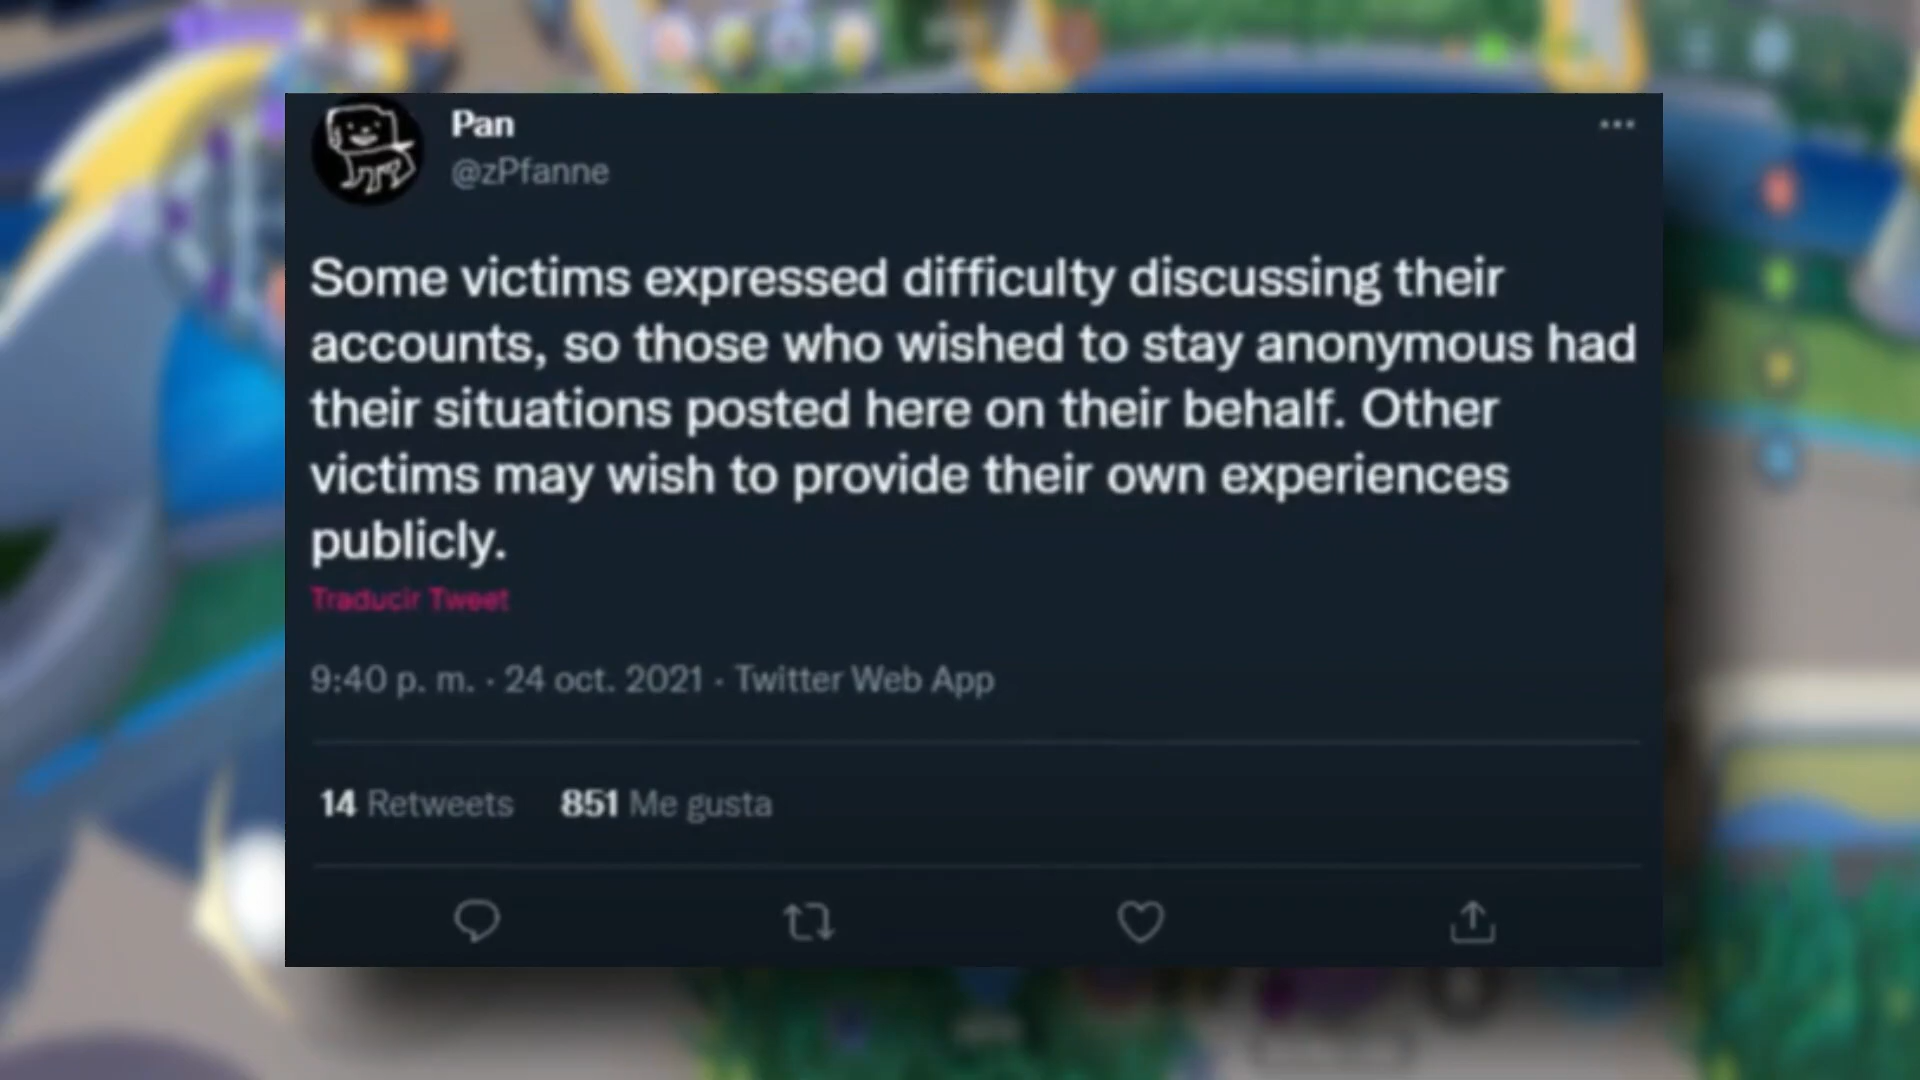 Pan
@zPfanne
Some victims expressed difficulty discussing their
accounts, so those who wished to stay anonymous had
their situations posted here on their behalf. Other
victims may wish to provide their own experiences
publicly.
Traducir Tweet
9:40 p. m. · 24 oct. 2021 · Twitter Web App
14 Retweets 851 Me gusta